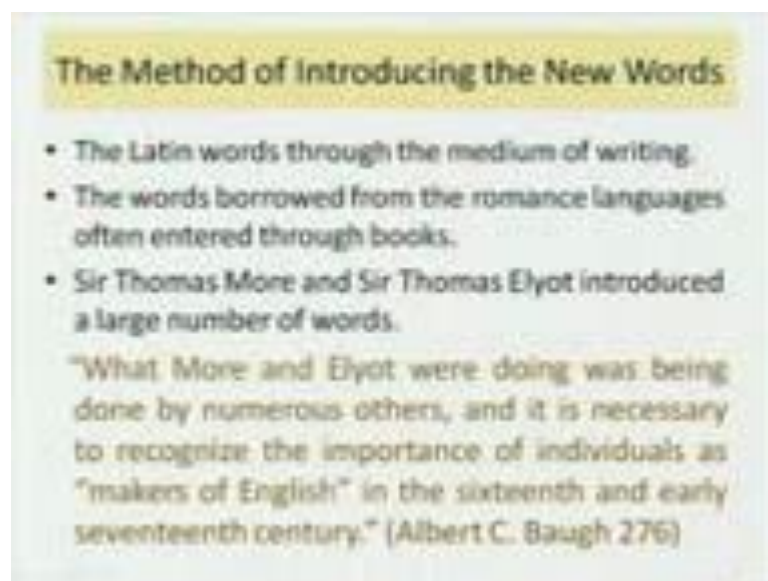 The Method of Introducing the New Words
• The Latin words through the medium of writing.
• The words borrowed from the romance languages
often entered through books.
• Sir Thomas More and Sir Thomas Elyot introduced
a large number of words.
"What More and Elyot were doing was being
done by numerous others, and it is necessary
to recognize the importance of individuals as
"makers of English" in the sixteenth and early
seventeenth century." (Albert C. Baugh 276)